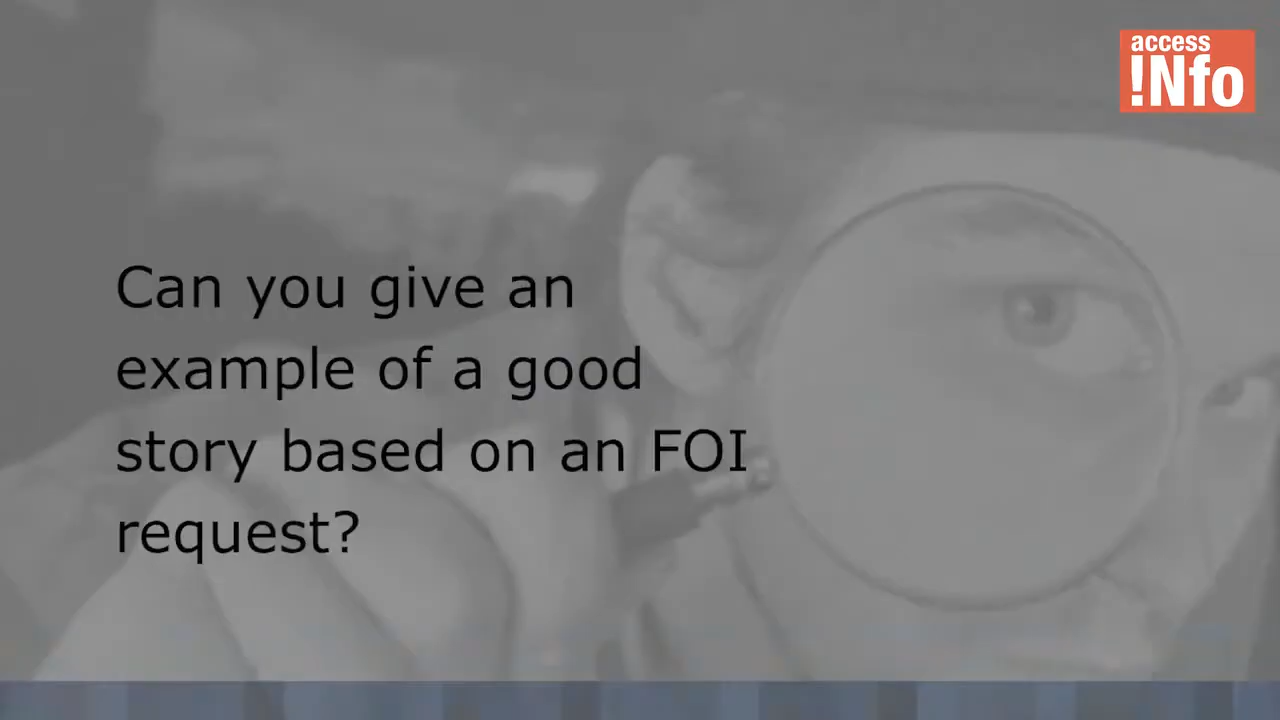 access
!Nfo
Can you give an
example of a good
story based on an FOI
request?